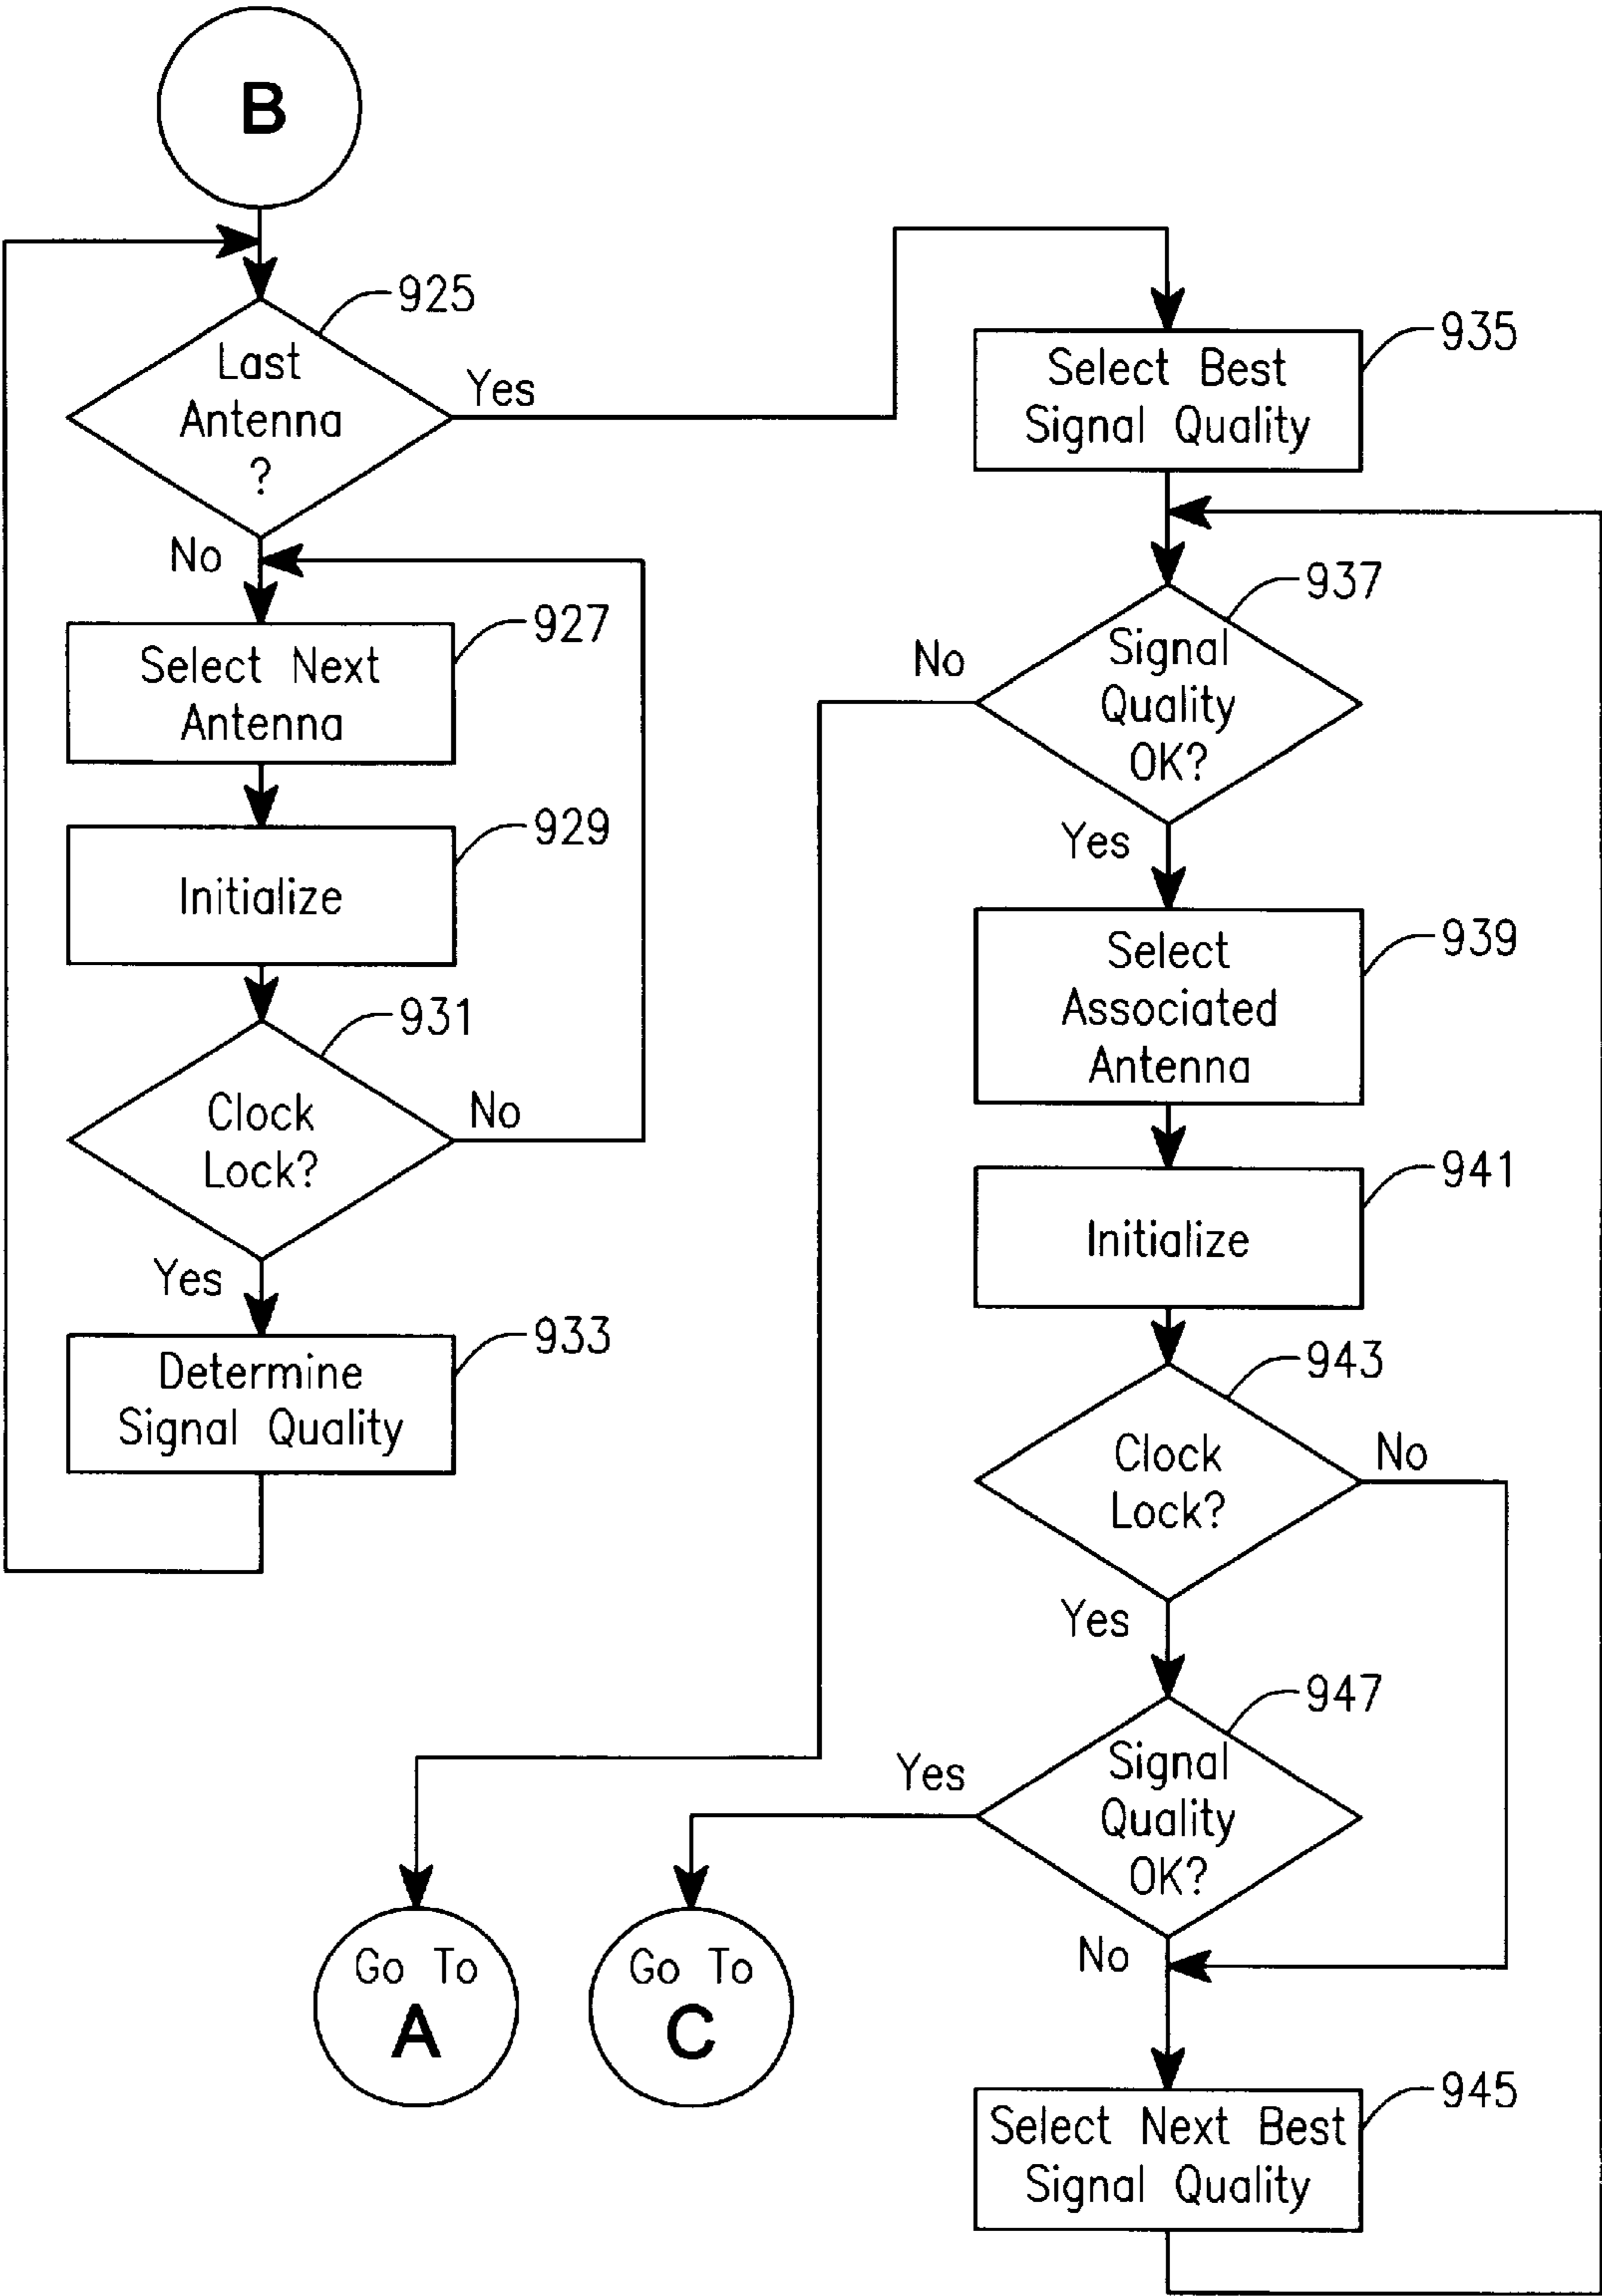 B
925
Last
Antenna
?
Yes
No
927
Select Next
Antenna
929
Initialize
931
Clock
Lock?
No
Yes
933
Determine
Signal Quality
935
Select Best
Signal Quality
937
Signal
Quality
OK?
No
Yes
939
Select
Associated
Antenna
941
Initialize
943
Clock
Lock?
No
Yes
947
Signal
Quality
OK?
Yes
No
945
Select Next Best
Signal Quality
Go To
A
Go To
C